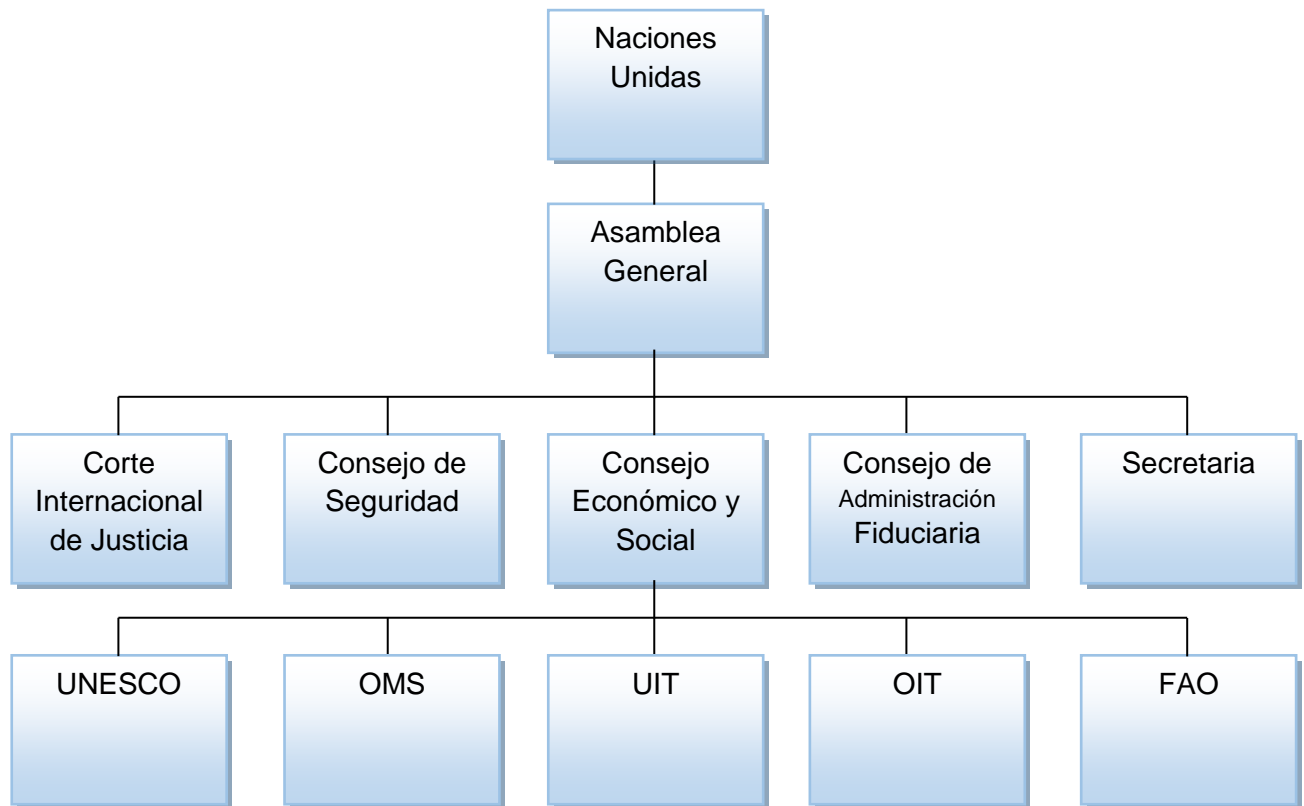 Naciones
Unidas
Asamblea
General
Corte
Internacional
de Justicia
Consejo de
Seguridad
Consejo
Económico y
Social
Consejo de
Administración
Fiduciaria
Secretaria
UNESCO
OMS
UIT
OIT
FAO